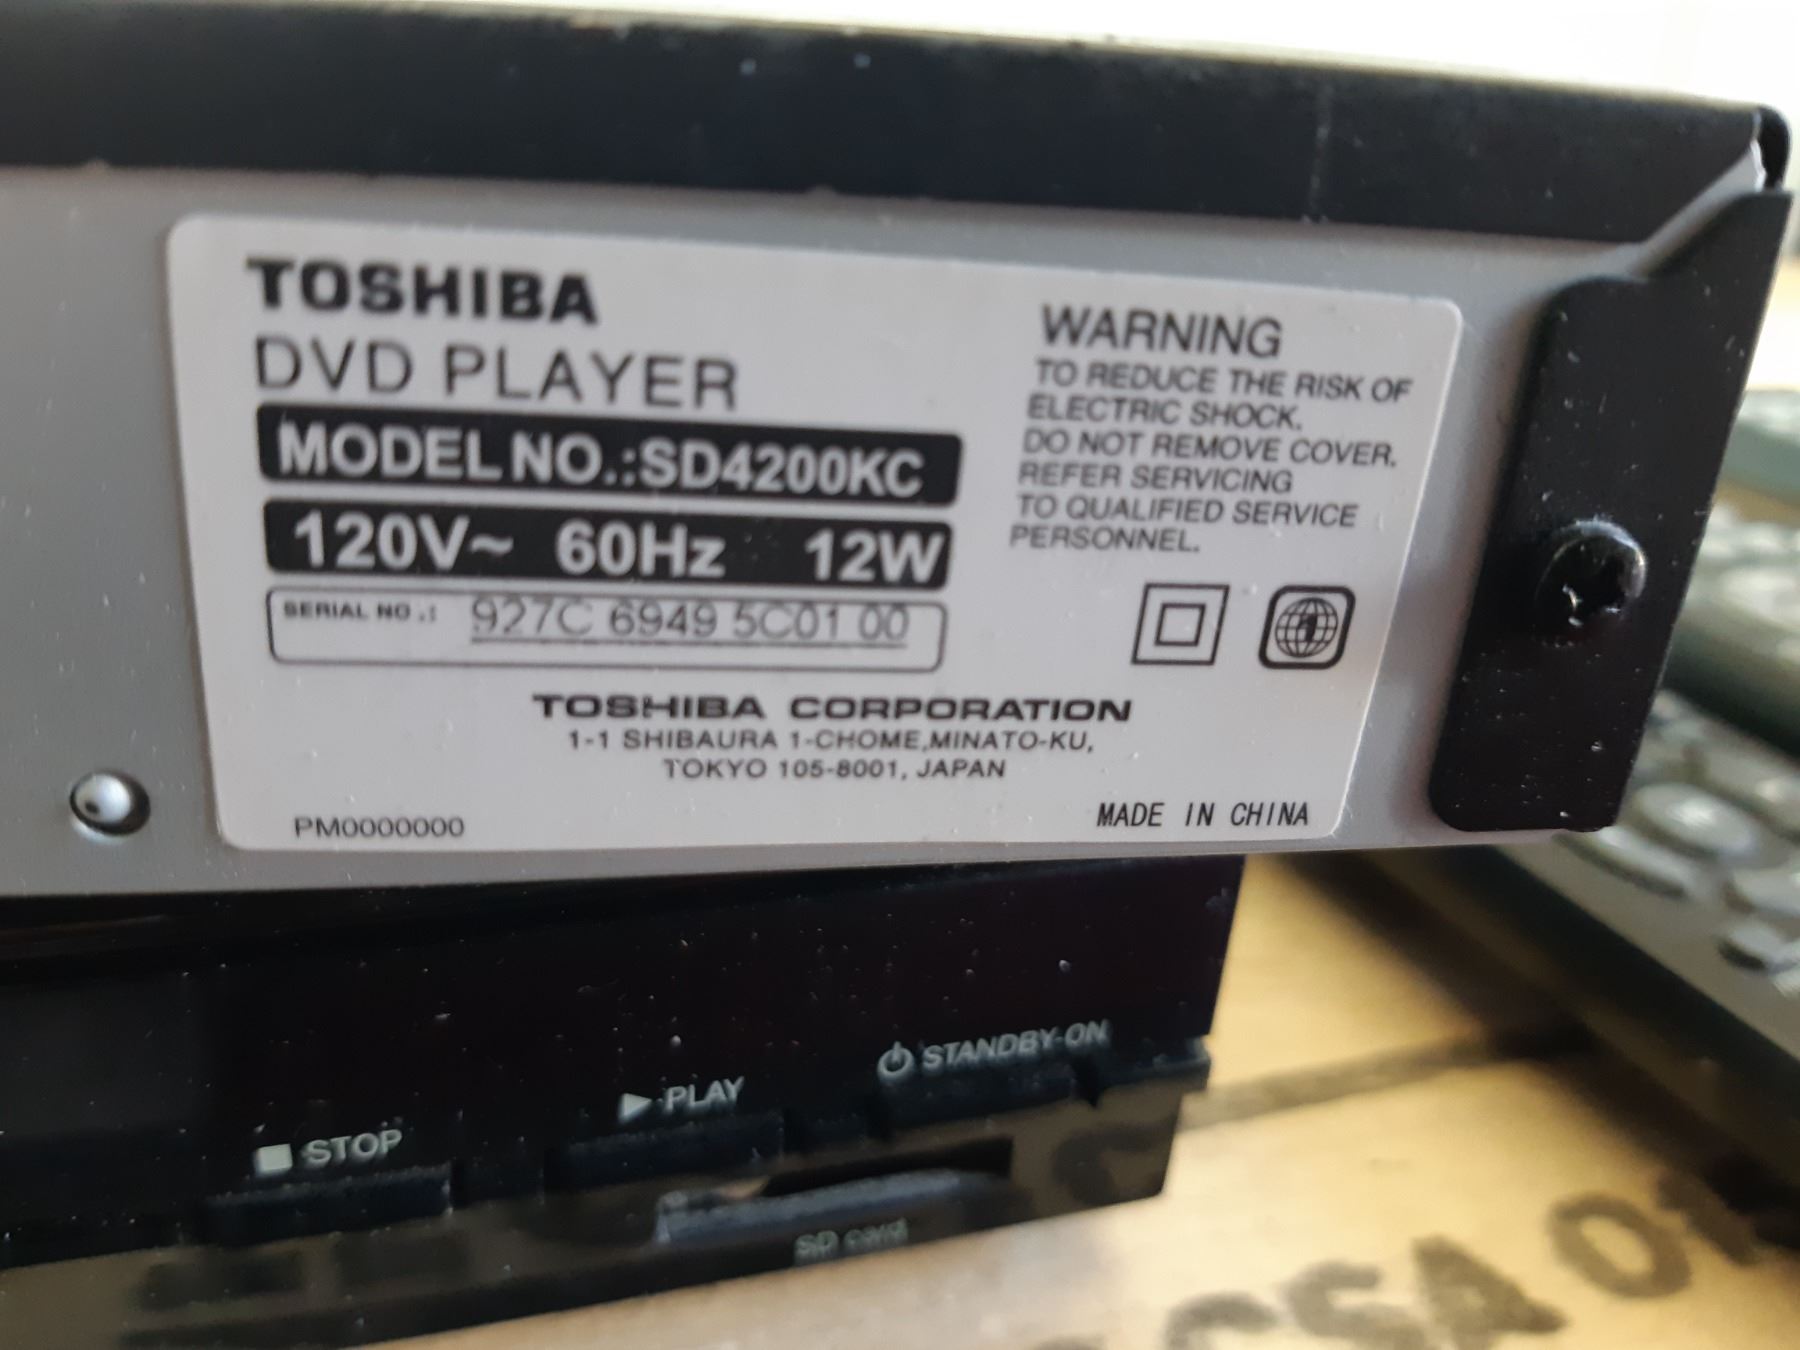 TOSHIBA
DVD PLAYER
MODEL NO.:SD4200KC
120V~ 60Hz 12W
SERIAL NO.: 927C 6949 5C01 00
WARNING
TO REDUCE THE RISK OF
ELECTRIC SHOCK.
DO NOT REMOVE COVER.
REFER SERVICING
TO QUALIFIED SERVICE
PERSONNEL.
1
TOSHIBA CORPORATION
1-1 SHIBAURA 1-CHOME,MINATO-KU,
TOKYO 105-8001, JAPAN
PM0000000
MADE IN CHINA
STANDBY-ON
PLAY
STOP
SD card
CSA